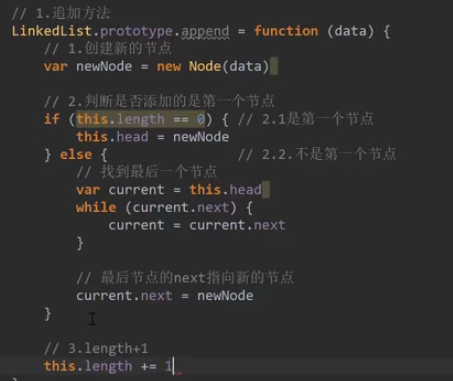 // 1.追加方法
LinkedList.prototype.append = function (data) {
// 1.创建新的节点
var newNode = new Node(data)
// 2.判断是否添加的是第一个节点
if (this.length == 0) { // 2.1是第一个节点
this.head = newNode
} else { // 2.2.不是第一个节点
// 找到最后一个节点
var current = this.head
while (current.next) {
current = current.next
}
// 最后节点的next指向新的节点
current.next = newNode
}
// 3.length+1
this.length += 1